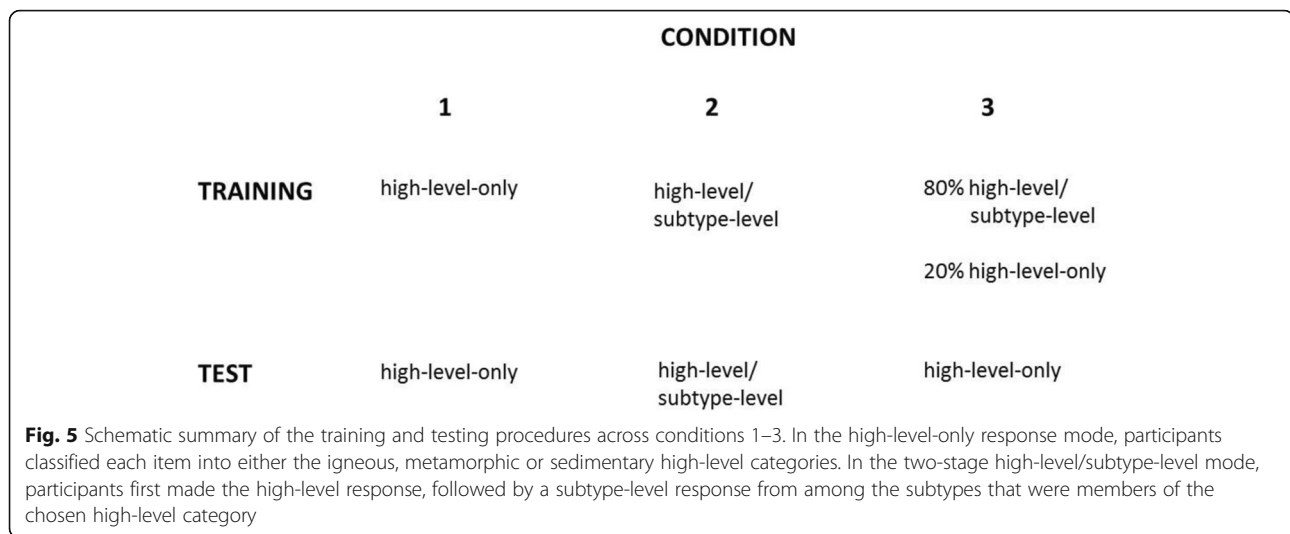 CONDITION
1 2 3
TRAINING high-level-only high-level/ 80% high-level/
subtype-level subtype-level
20% high-level-only
TEST high-level-only high-level/ high-level-only
subtype-level
Fig. 5 Schematic summary of the training and testing procedures across conditions 1–3. In the high-level-only response mode, participants
classified each item into either the igneous, metamorphic or sedimentary high-level categories. In the two-stage high-level/subtype-level mode,
participants first made the high-level response, followed by a subtype-level response from among the subtypes that were members of the
chosen high-level category